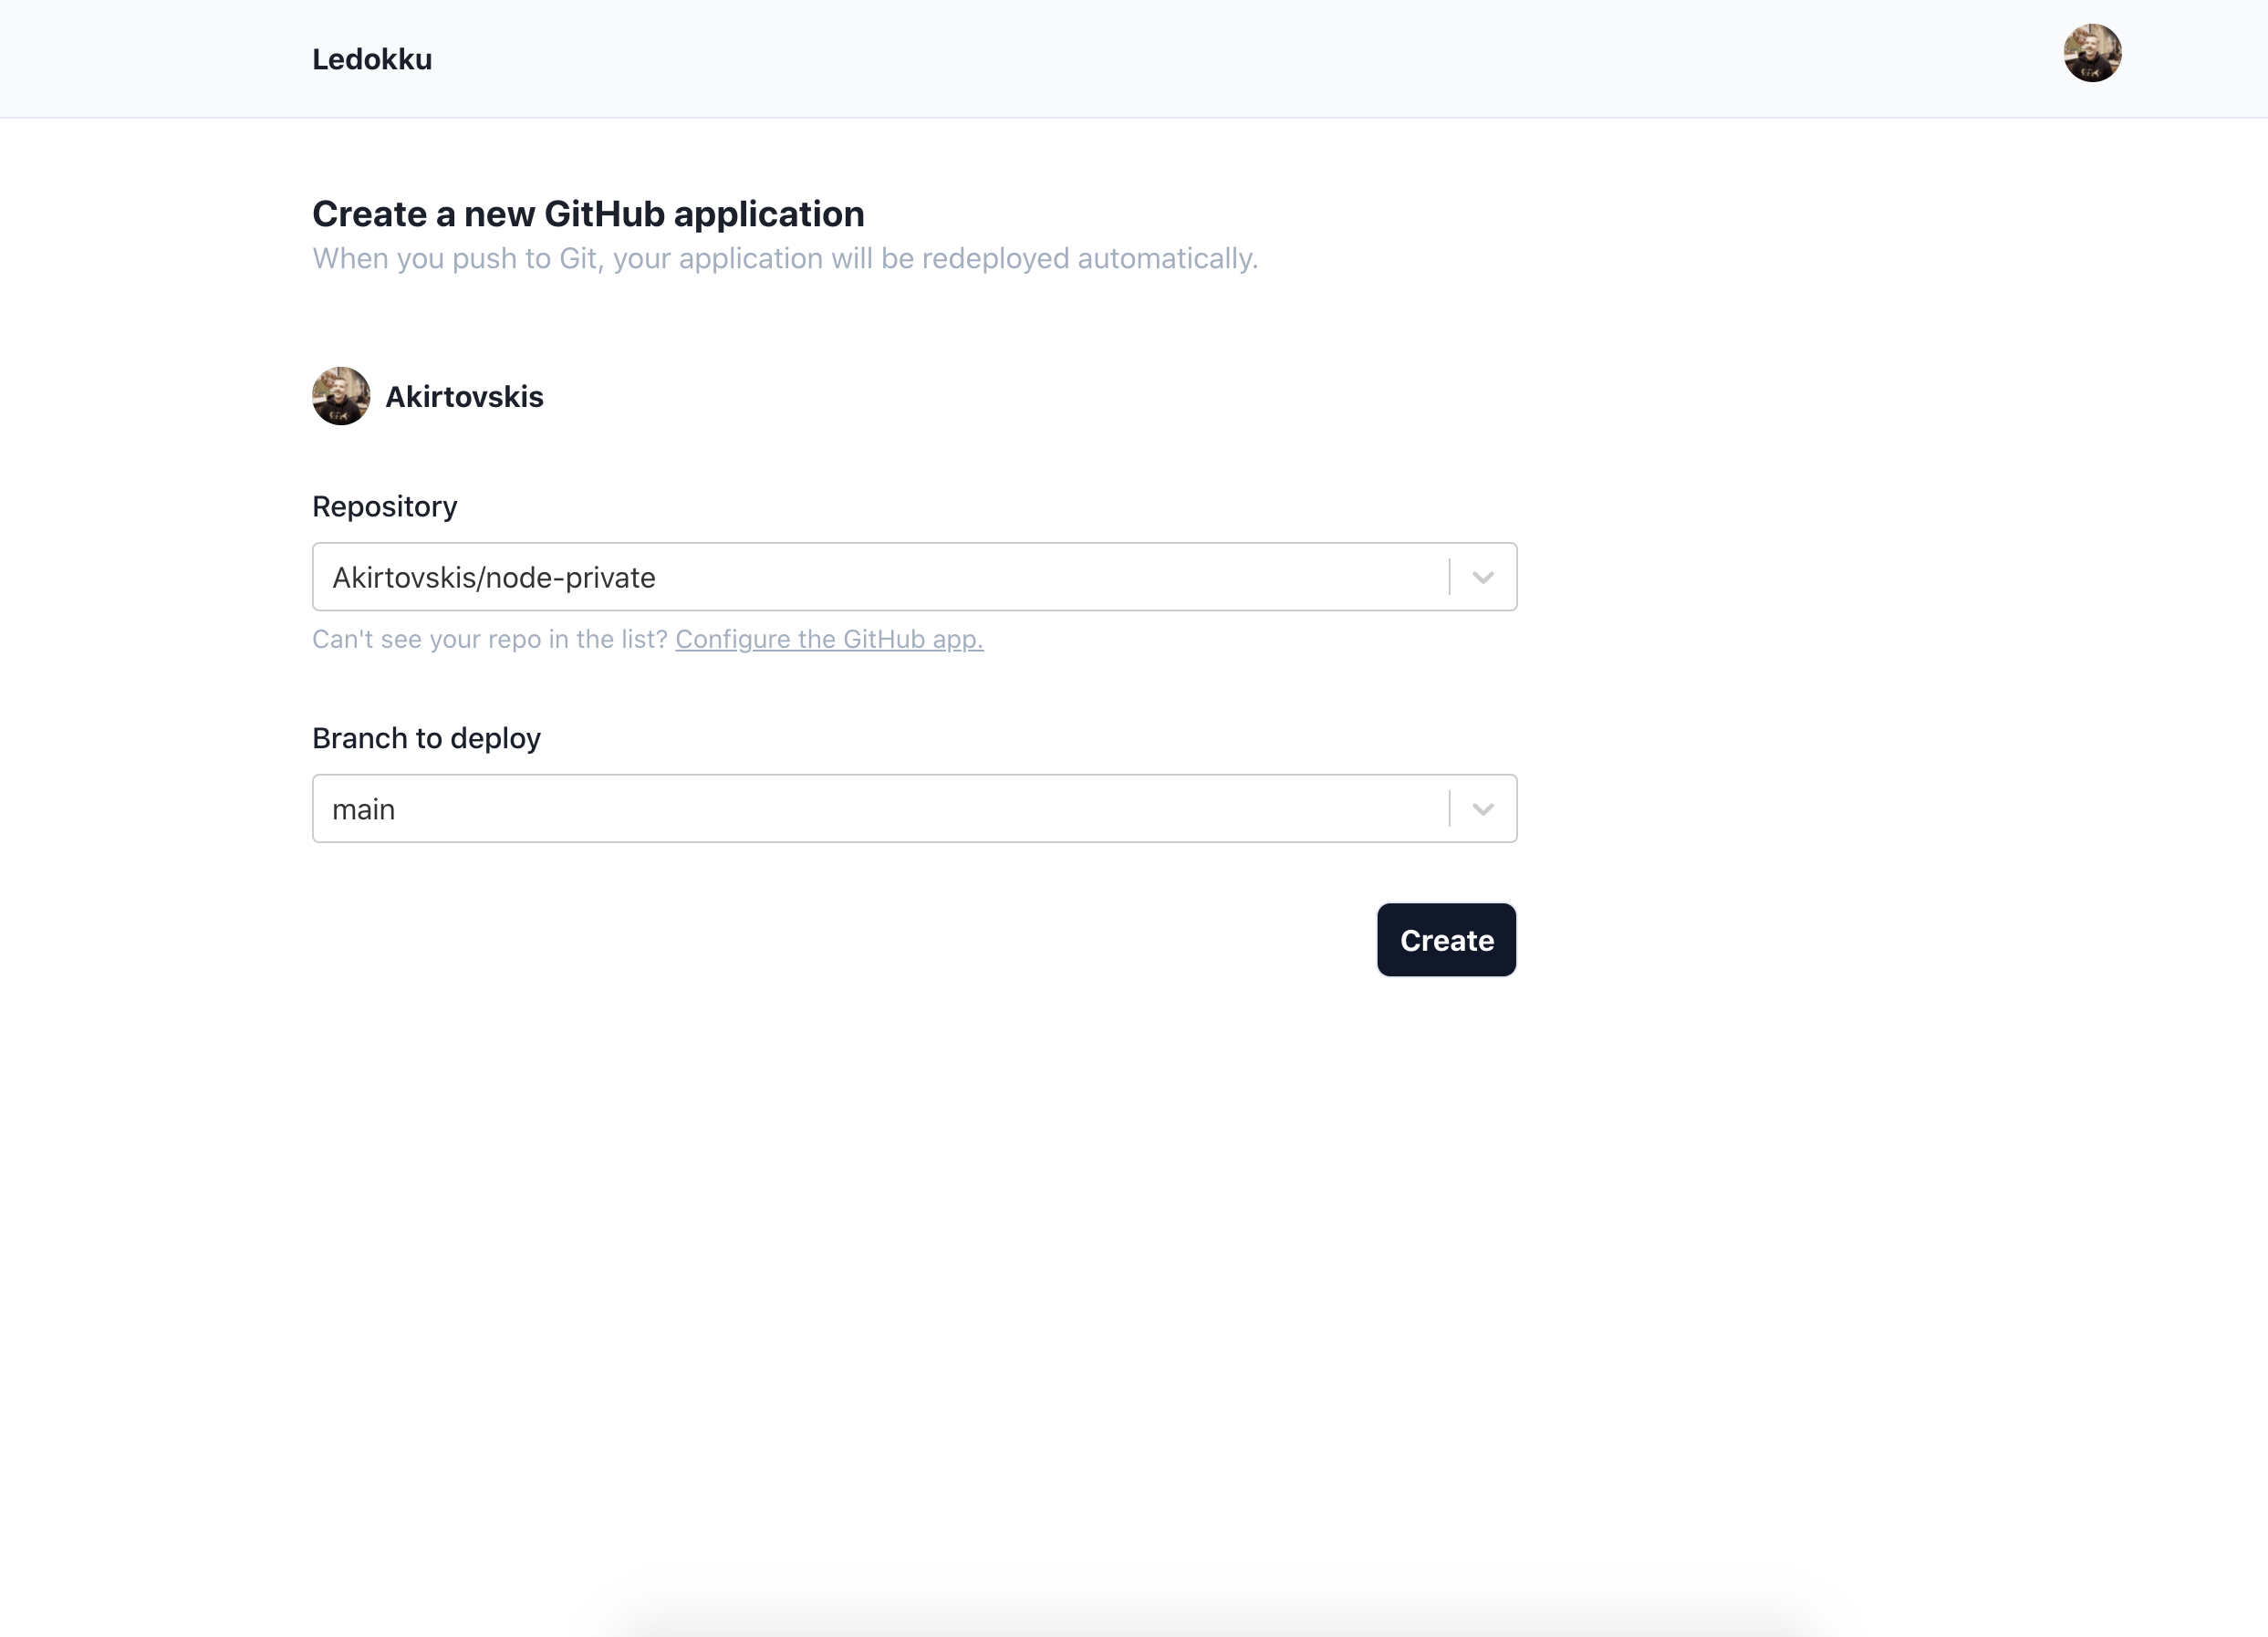 Ledokku
Create a new GitHub application
When you push to Git, your application will be redeployed automatically.
Akirtovskis
Repository
Akirtovskis/node-private
Can't see your repo in the list? Configure the GitHub app.
Branch to deploy
main
Create